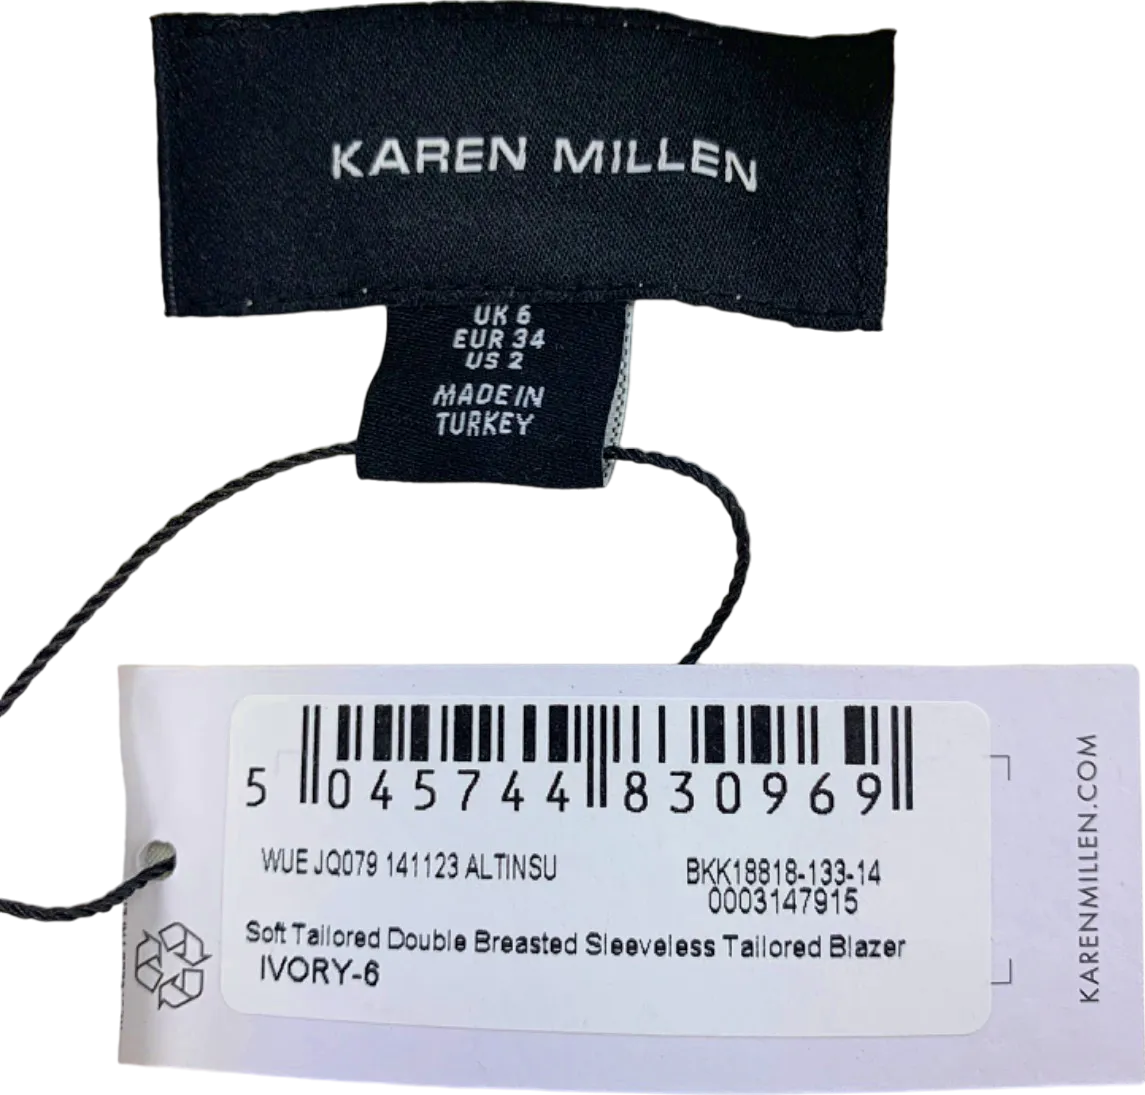 KAREN MILLEN
UK 6
EUR 34
US 2
MADE IN
TURKEY
5 045744 830969
WUE JQ079 141123 ALTINSU
BKK18818-133-14
0003147915
Soft Tailored Double Breasted Sleeveless Tailored Blazer
IVORY-6
KARENMILLEN.COM